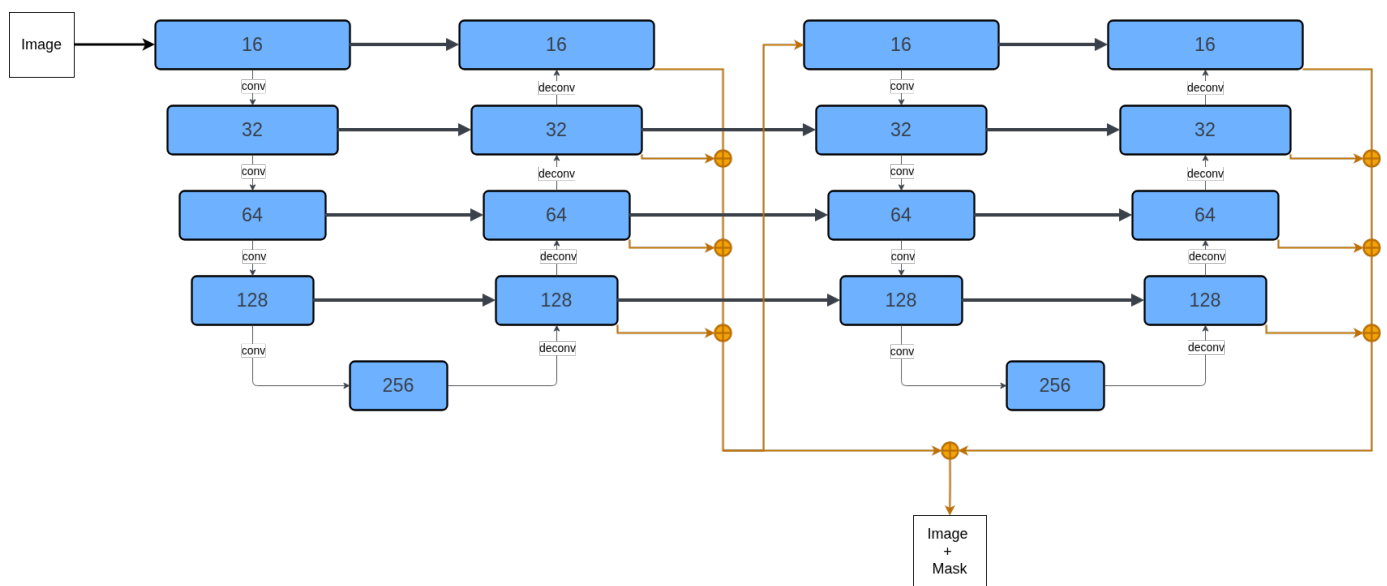 Image
16
16
16
16
conv
deconv
conv
deconv
32
32
32
32
conv
deconv
conv
deconv
64
64
64
64
conv
deconv
conv
deconv
128
128
128
128
conv
deconv
conv
deconv
256
256
Image
+
Mask